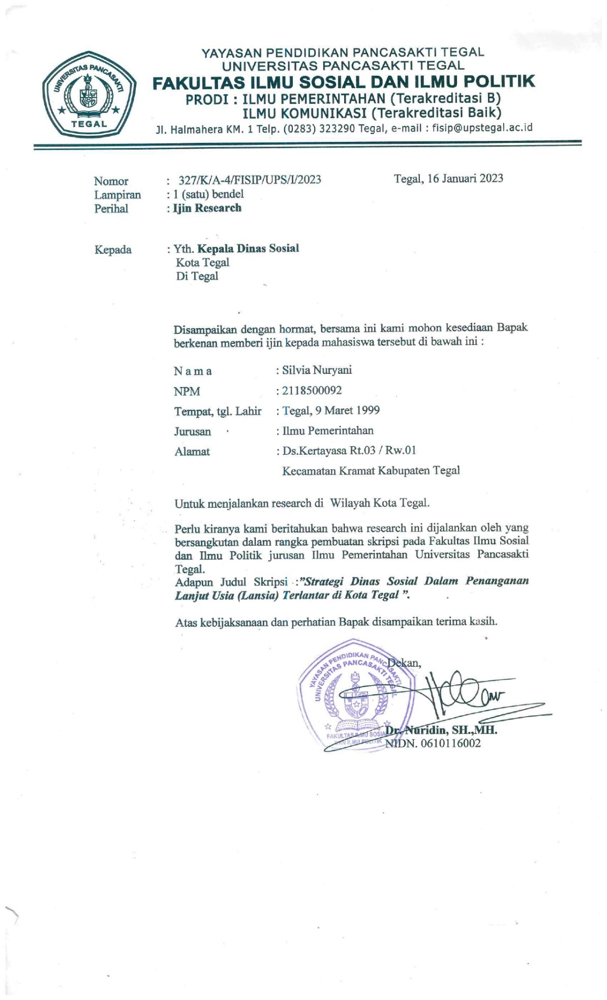 UNIVERSITAS PANCASAKTI
TEGAL
YAYASAN PENDIDIKAN PANCASAKTI TEGAL
UNIVERSITAS PANCASAKTI TEGAL
FAKULTAS ILMU SOSIAL DAN ILMU POLITIK
PRODI : ILMU PEMERINTAHAN (Terakreditasi B)
ILMU KOMUNIKASI (Terakreditasi Baik)
Jl. Halmahera KM. 1 Telp. (0283) 323290 Tegal, e-mail : fisip@upstegal.ac.id
Nomor : 327/K/A-4/FISIP/UPS/I/2023 Tegal, 16 Januari 2023
Lampiran : 1 (satu) bendel
Perihal : Ijin Research
Kepada : Yth. Kepala Dinas Sosial
Kota Tegal
Di Tegal
Disampaikan dengan hormat, bersama ini kami mohon kesediaan Bapak
berkenan memberi ijin kepada mahasiswa tersebut di bawah ini :
N a m a : Silvia Nuryani
NPM : 2118500092
Tempat, tgl. Lahir : Tegal, 9 Maret 1999
Jurusan : Ilmu Pemerintahan
Alamat : Ds.Kertayasa Rt.03 / Rw.01
Kecamatan Kramat Kabupaten Tegal
Untuk menjalankan research di Wilayah Kota Tegal.
Perlu kiranya kami beritahukan bahwa research ini dijalankan oleh yang
bersangkutan dalam rangka pembuatan skripsi pada Fakultas Ilmu Sosial
dan Ilmu Politik jurusan Ilmu Pemerintahan Universitas Pancasakti
Tegal.
Adapun Judul Skripsi :”Strategi Dinas Sosial Dalam Penanganan
Lanjut Usia (Lansia) Terlantar di Kota Tegal ”.
Atas kebijaksanaan dan perhatian Bapak disampaikan terima kasih.
Dekan,
YAYASAN PENDIDIKAN PANCASAKTI
UNIVERSITAS PANCASAKTI TEGAL
FAKULTAS ILMU SOSIAL
DAN ILMU POLITIK
Dr. Nuridin, SH.,MH.
NIDN. 0610116002